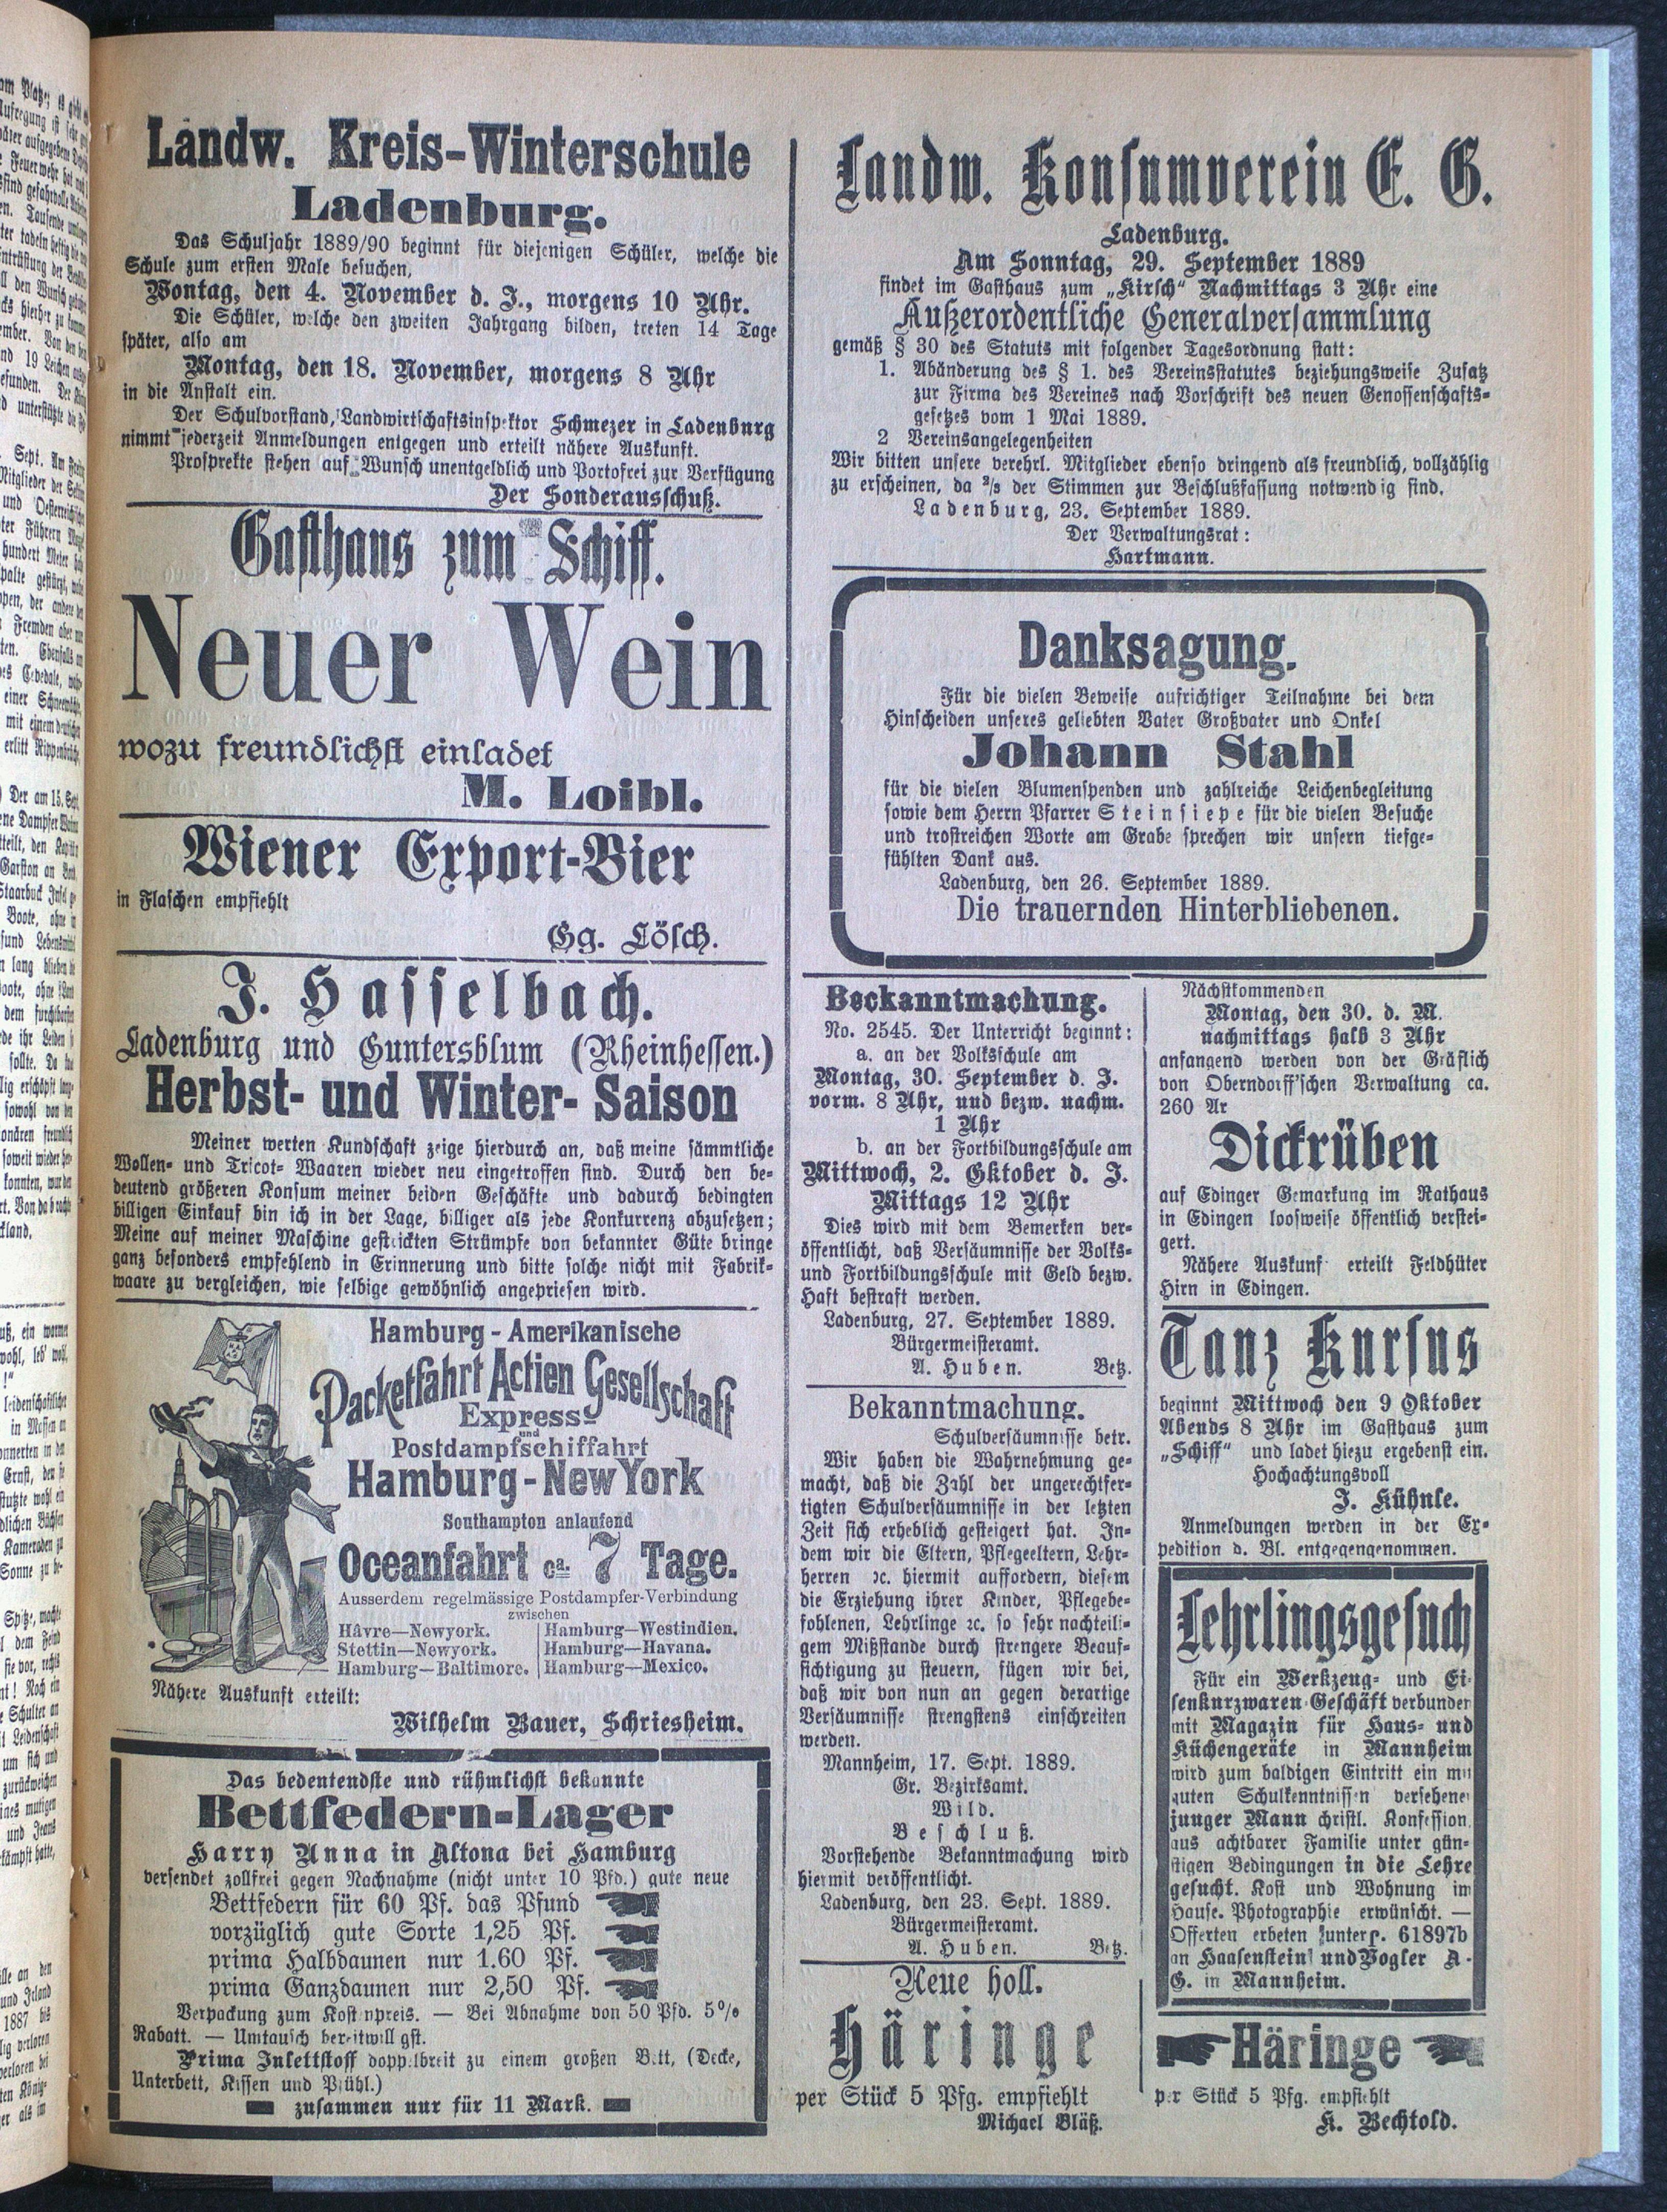 Landw. Kreis-Winterschule
Ladenburg.
Das Schuljahr 1889/90 beginnt für diejenigen Schüler, welche die
Schule zum ersten Male besuchen,
Montag, den 4. November d. J., morgens 10 Uhr.
Die Schüler, welche den zweiten Jahrgang bilden, treten 14 Tage
später, also am
Montag, den 18. November, morgens 8 Uhr
in die Anstalt ein.
Der Schulvorstand, Landwirtschaftsinspektor Schmezer in Ladenburg
nimmt jederzeit Anmeldungen entgegen und erteilt nähere Auskunft.
Prosprekte stehen auf Wunsch unentgeldlich und Portofrei zur Verfügung
Der Sonderausschuß.
Gasthaus zum Schiff.
Neuer Wein
wozu freundlichst einladet
M. Loibl.
Wiener Export-Bier
in Flaschen empfiehlt
Gg. Lösch.
J. Hasselbach.
Ladenburg und Guntersblum (Rheinhessen.)
Herbst- und Winter- Saison
Meiner werten Kundschaft zeige hierdurch an, daß meine sämmtliche
Wollen- und Tricot- Waaren wieder neu eingetroffen sind. Durch den be-
deutend größeren Konsum meiner beiden Geschäfte und dadurch bedingten
billigen Einkauf bin ich in der Lage, billiger als jede Konkurrenz abzusetzen;
Meine auf meiner Maschine gestrickten Strümpfe von bekannter Güte bringe
ganz besonders empfehlend in Erinnerung und bitte solche nicht mit Fabrik-
waare zu vergleichen, wie selbige gewöhnlich angepriesen wird.
Hamburg - Amerikanische
Packetfahrt Actien Gesellschaft
Express-
und
Postdampfschiffahrt
Hamburg - New York
Southampton anlaufend
Oceanfahrt ca. 7 Tage.
Ausserdem regelmässige Postdampfer-Verbindung
zwischen
Hâvre—Newyork. Hamburg—Westindien.
Stettin—Newyork. Hamburg—Havana.
Hamburg—Baltimore. Hamburg—Mexico.
Nähere Auskunft erteilt:
Wilhelm Bauer, Schriesheim.
Das bedeutendste und rühmlichst bekannte
Bettfedern-Lager
Harry Unna in Altona bei Hamburg
versendet zollfrei gegen Nachnahme (nicht unter 10 Pfd.) gute neue
Bettfedern für 60 Pf. das Pfund
vorzüglich gute Sorte 1,25 Pf.
prima Halbdaunen nur 1.60 Pf.
prima Ganzdaunen nur 2,50 Pf.
Verpackung zum Kostenpreis. — Bei Abnahme von 50 Pfd. 5%
Rabatt. — Umtausch bereitwilligst.
Prima Inlettstoff doppelbreit zu einem großen Bett, (Decke,
Unterbett, Kissen und Pfühl.)
zusammen nur für 11 Mark.
Landw. Konsumverein E. G.
Ladenburg.
Am Sonntag, 29. September 1889
findet im Gasthaus zum „Hirsch“ Nachmittags 3 Uhr eine
Außerordentliche Generalversammlung
gemäß § 30 des Statuts mit folgender Tagesordnung statt:
1. Abänderung des § 1. des Vereinsstatutes beziehungsweise Zusatz
zur Firma des Vereines nach Vorschrift des neuen Genossenschafts-
gesetzes vom 1 Mai 1889.
2 Vereinsangelegenheiten
Wir bitten unsere verehrl. Mitglieder ebenso dringend als freundlich, vollzählig
zu erscheinen, da ²/₃ der Stimmen zur Beschlußfassung notwendig sind.
Ladenburg, 23. September 1889.
Der Verwaltungsrat:
Hartmann.
Danksagung.
Für die vielen Beweise aufrichtiger Teilnahme bei dem
Hinscheiden unseres geliebten Vater Großvater und Onkel
Johann Stahl
für die vielen Blumenspenden und zahlreiche Leichenbegleitung
sowie dem Herrn Pfarrer Steinsiepe für die vielen Besuche
und trostreichen Worte am Grabe sprechen wir unsern tiefge-
fühlten Dank aus.
Ladenburg, den 26. September 1889.
Die trauernden Hinterbliebenen.
Beckanntmachung.
No. 2545. Der Unterricht beginnt:
a. an der Volksschule am
Montag, 30. September d. J.
vorm. 8 Uhr, und bezw. nachm.
1 Uhr
b. an der Fortbildungsschule am
Mittwoch, 2. Oktober d. J.
Mittags 12 Uhr
Dies wird mit dem Bemerken ver-
öffentlicht, daß Versäumnisse der Volks-
und Fortbildungsschule mit Geld bezw.
Haft bestraft werden.
Ladenburg, 27. September 1889.
Bürgermeisteramt.
A. Huben. Betz.
Bekanntmachung.
Schulversäumnisse betr.
Wir haben die Wahrnehmung ge-
macht, daß die Zahl der ungerechtfer-
tigten Schulversäumnisse in der letzten
Zeit sich erheblich gesteigert hat. In-
dem wir die Eltern, Pflegeeltern, Lehr-
herren ꝛc. hiermit auffordern, diesem
die Erziehung ihrer Kinder, Pflegebe-
fohlenen, Lehrlinge ꝛc. so sehr nachteili-
gem Mißstande durch strengere Beauf-
sichtigung zu steuern, fügen wir bei,
daß wir von nun an gegen derartige
Versäumnisse strengstens einschreiten
werden.
Mannheim, 17. Sept. 1889.
Gr. Bezirksamt.
Wild.
Beschluß.
Vorstehende Bekanntmachung wird
hiermit veröffentlicht.
Ladenburg, den 23. Sept. 1889.
Bürgermeisteramt.
A. Huben. Betz.
Neue holl.
Häringe
per Stück 5 Pfg. empfiehlt
Michael Bläß.
Nächstkommenden
Montag, den 30. d. M.
nachmittags halb 3 Uhr
anfangend werden von der Gräflich
von Oberndorff'schen Verwaltung ca.
260 Ar
Dickrüben
auf Edinger Gemarkung im Rathaus
in Edingen loosweise öffentlich verstei-
gert.
Nähere Auskunf erteilt Feldhüter
Hirn in Edingen.
Tanz Kursus
beginnt Mittwoch den 9 Oktober
Abends 8 Uhr im Gasthaus zum
„Schiff“ und ladet hiezu ergebenst ein.
Hochachtungsvoll
J. Kühnle.
Anmeldungen werden in der Ex-
pedition d. Bl. entgegengenommen.
Lehrlingsgesuch
Für ein Werkzeug- und Ei-
senkurzwaren-Geschäft verbunden
mit Magazin für Haus- und
Küchengeräte in Mannheim
wird zum baldigen Eintritt ein mit
guten Schulkenntnissen versehener
junger Mann christl. Konfession,
aus achtbarer Familie unter gün-
stigen Bedingungen in die Lehre
gesucht. Kost und Wohnung im
Hause. Photographie erwünscht. —
Offerten erbeten unter 61897b
an Haasenstein und Vogler A.-
G. in Mannheim.
Häringe
per Stück 5 Pfg. empfiehlt
K. Bechtold.